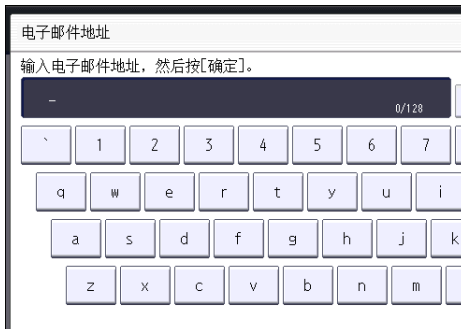 电子邮件地址
输入电子邮件地址，然后按[确定]。
_
0/128
` 1 2 3 4 5 6 7
q w e r t y u i
a s d f g h j k
z x c v b n m